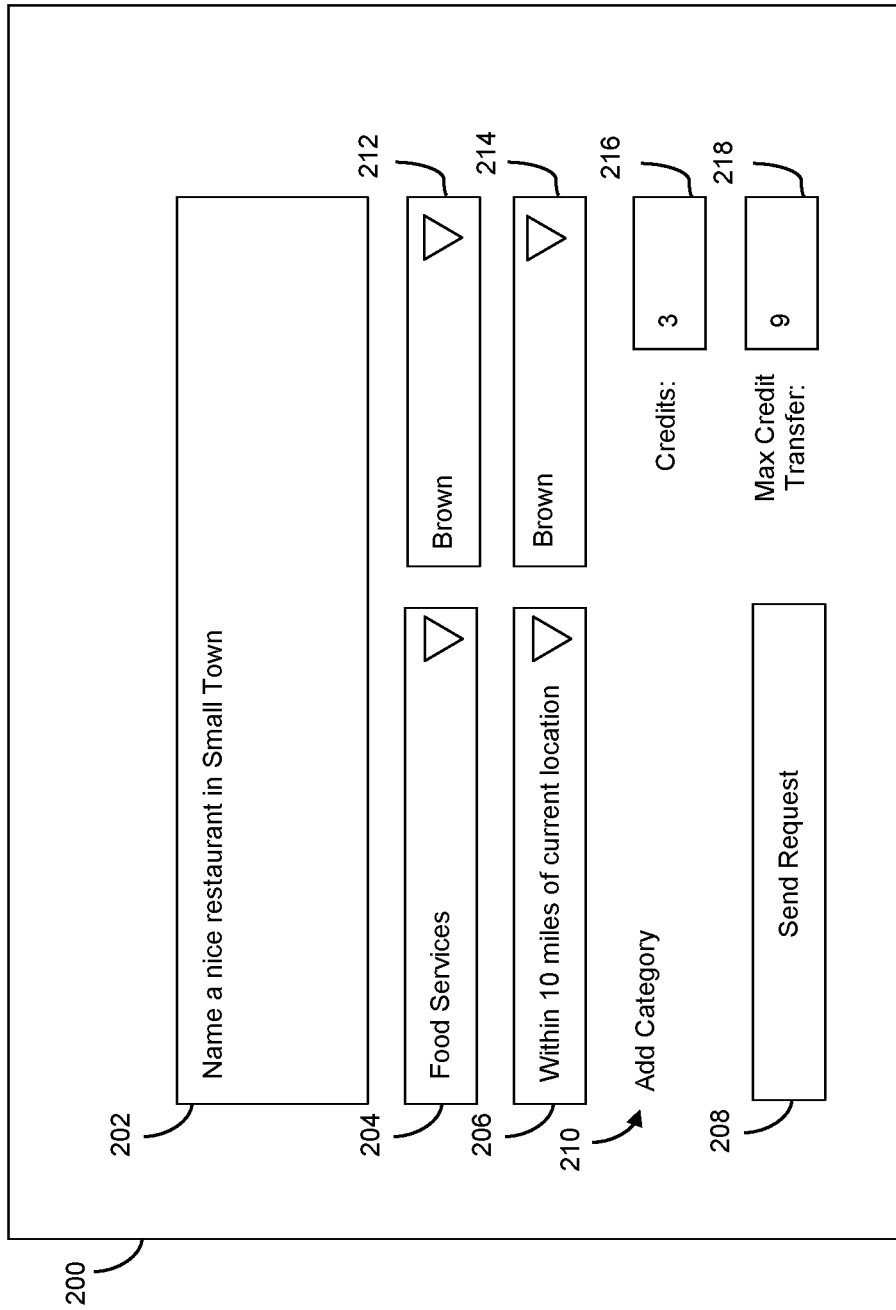 200
202
Name a nice restaurant in Small Town
204
Food Services
Brown
212
206
Within 10 miles of current location
Brown
214
210
Add Category
Credits:
3
216
208
Send Request
Max Credit
Transfer:
9
218